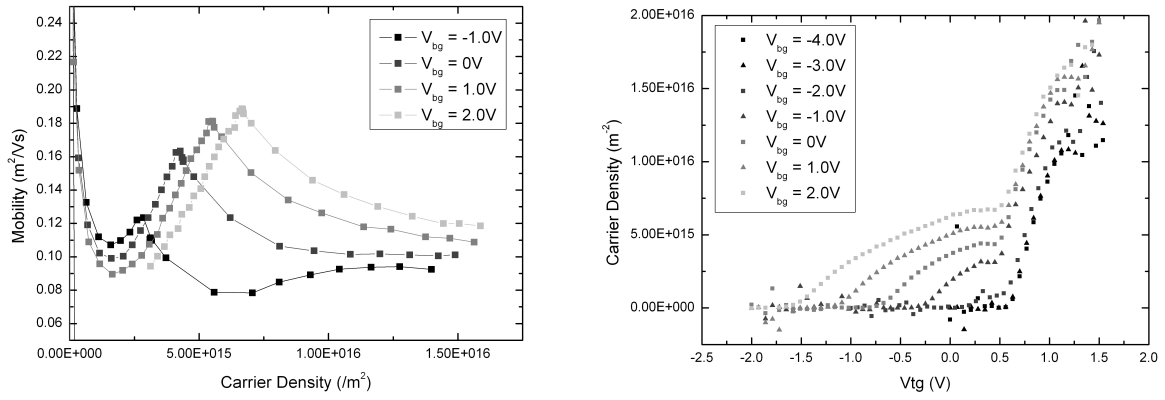 0.24
0.22
0.20
0.18
0.16
0.14
0.12
0.10
0.08
0.06
Mobility (m²/Vs)
V_bg = -1.0V
V_bg = 0V
V_bg = 1.0V
V_bg = 2.0V
0.00E+000 5.00E+015 1.00E+016 1.50E+016
Carrier Density (/m²)
2.00E+016
1.50E+016
1.00E+016
5.00E+015
0.00E+000
Carrier Density (m⁻²)
V_bg = -4.0V
V_bg = -3.0V
V_bg = -2.0V
V_bg = -1.0V
V_bg = 0V
V_bg = 1.0V
V_bg = 2.0V
-2.5 -2.0 -1.5 -1.0 -0.5 0.0 0.5 1.0 1.5 2.0
Vtg (V)